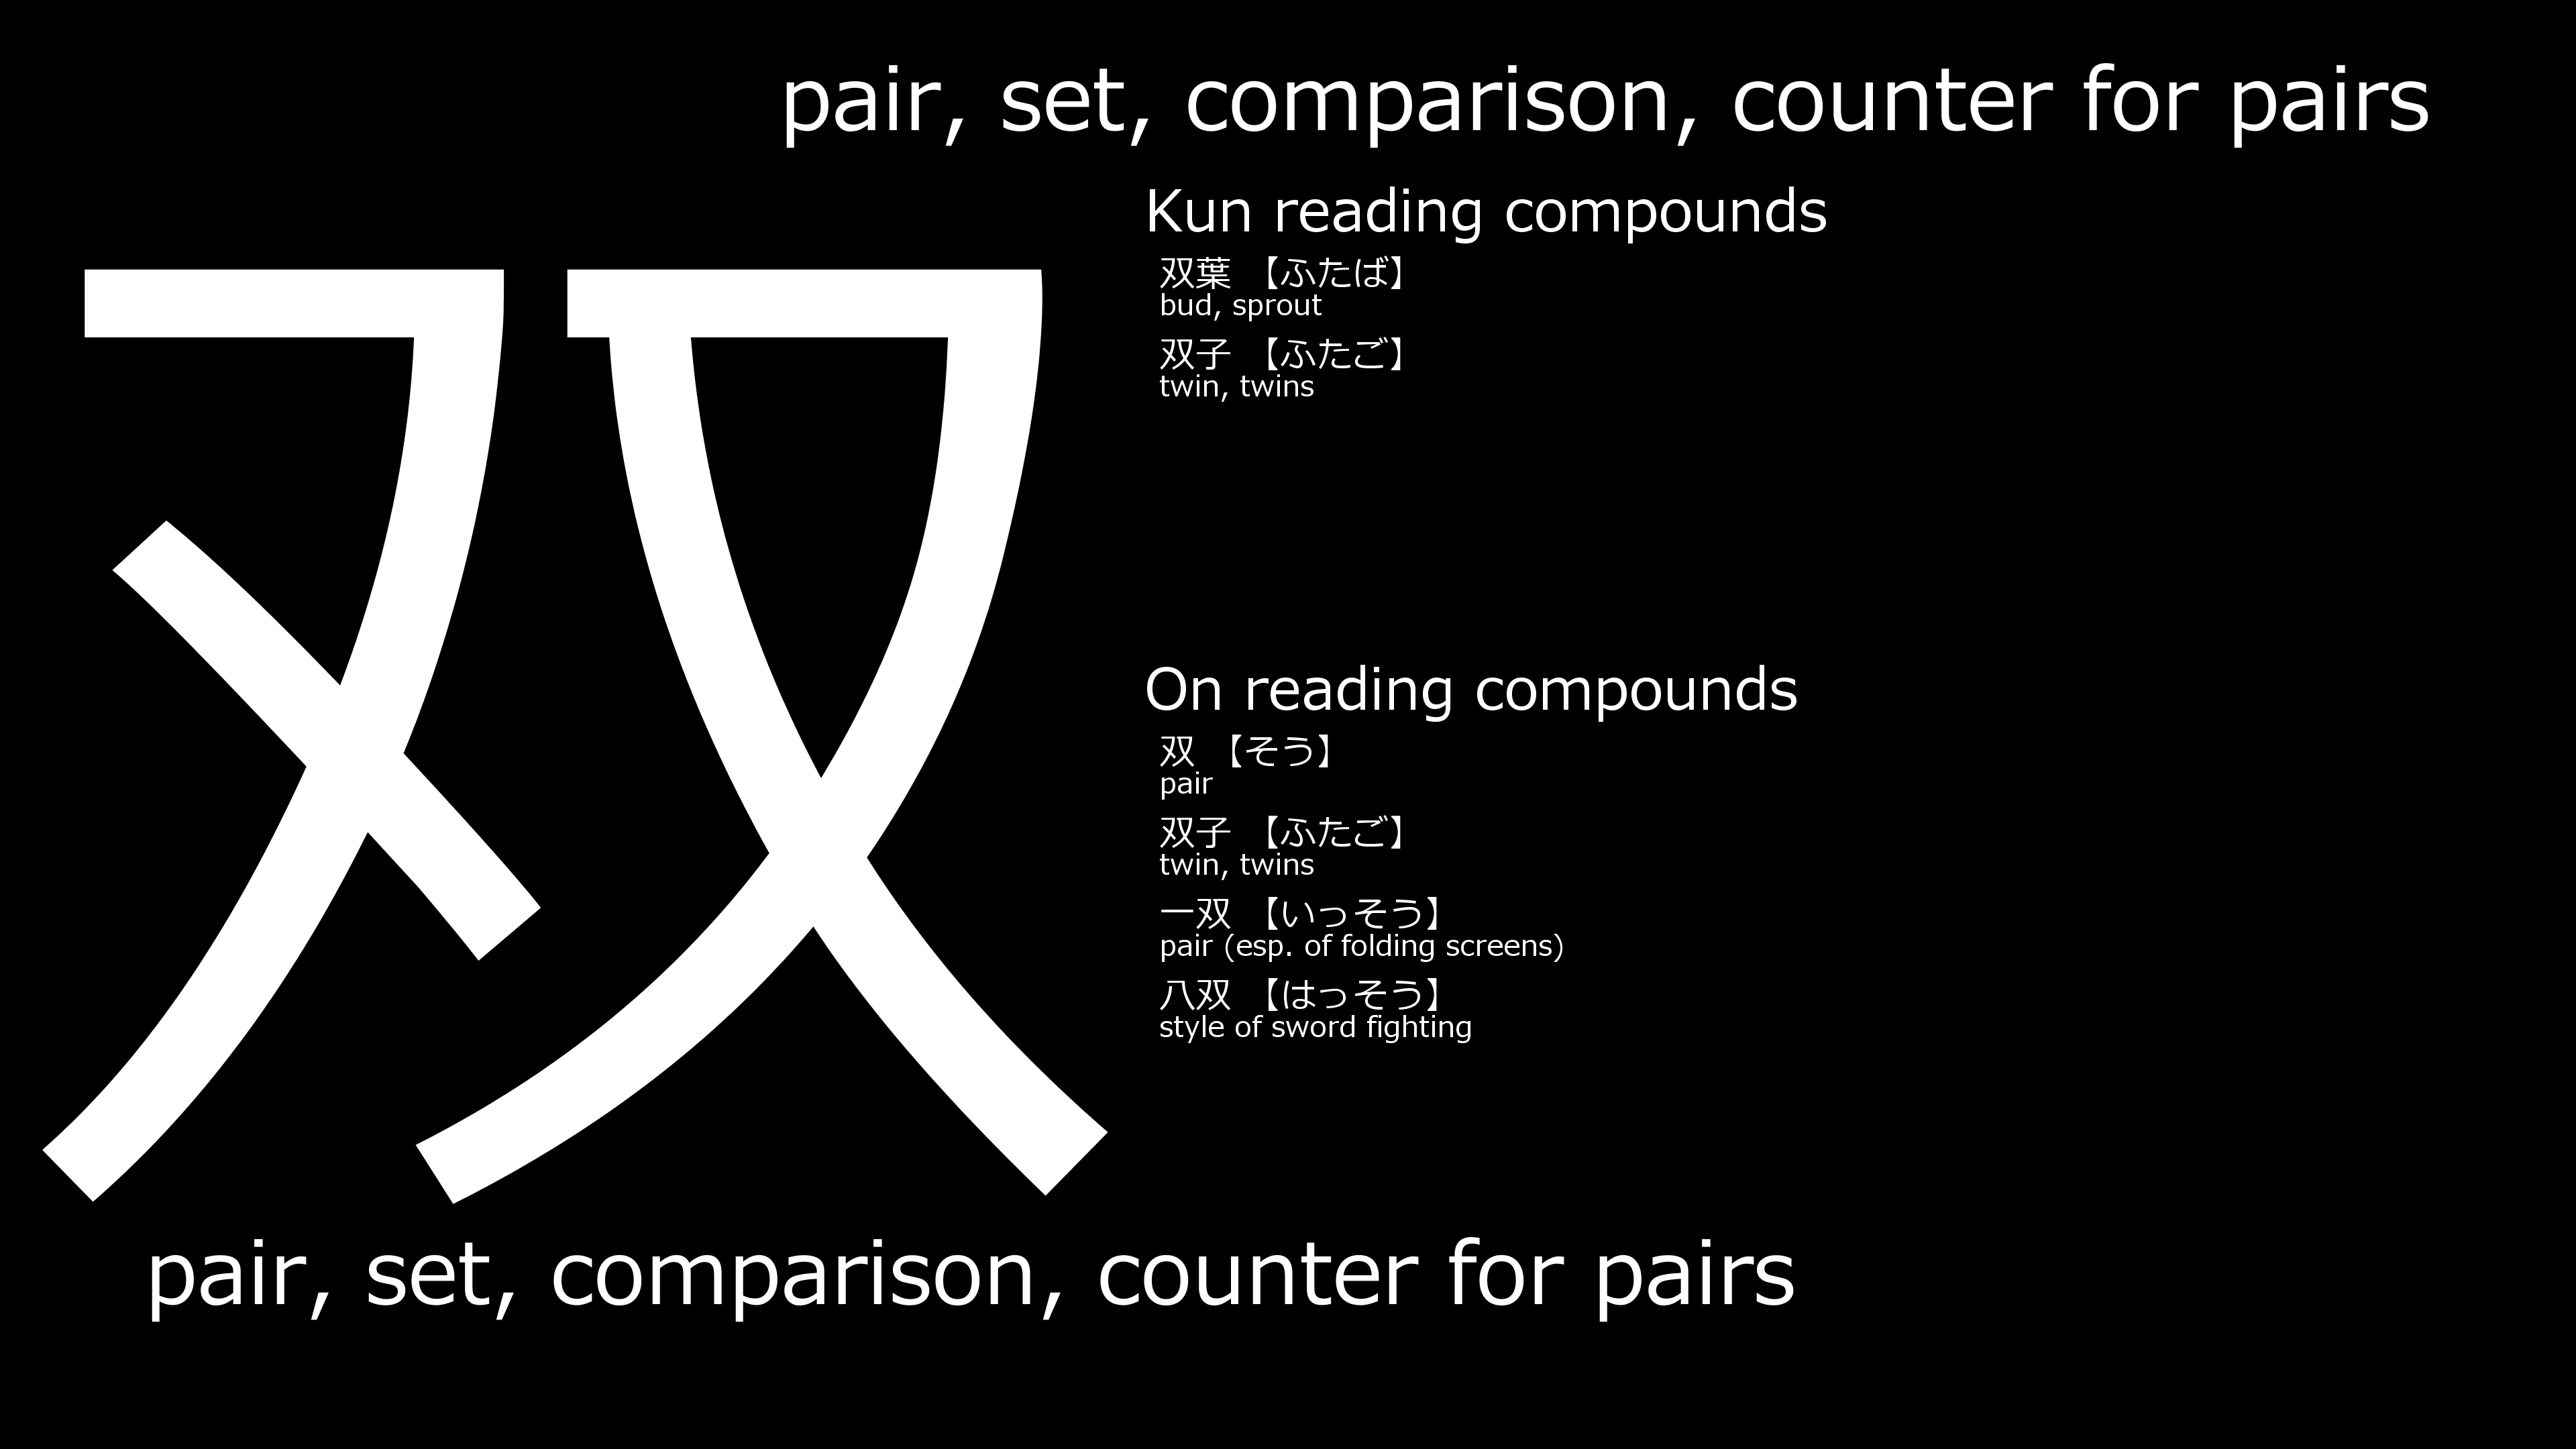 pair, set, comparison, counter for pairs
双
Kun reading compounds
双葉 【ふたば】
bud, sprout
双子 【ふたご】
twin, twins
On reading compounds
双 【そう】
pair
双子 【ふたご】
twin, twins
一双 【いっそう】
pair (esp. of folding screens)
八双 【はっそう】
style of sword fighting
pair, set, comparison, counter for pairs